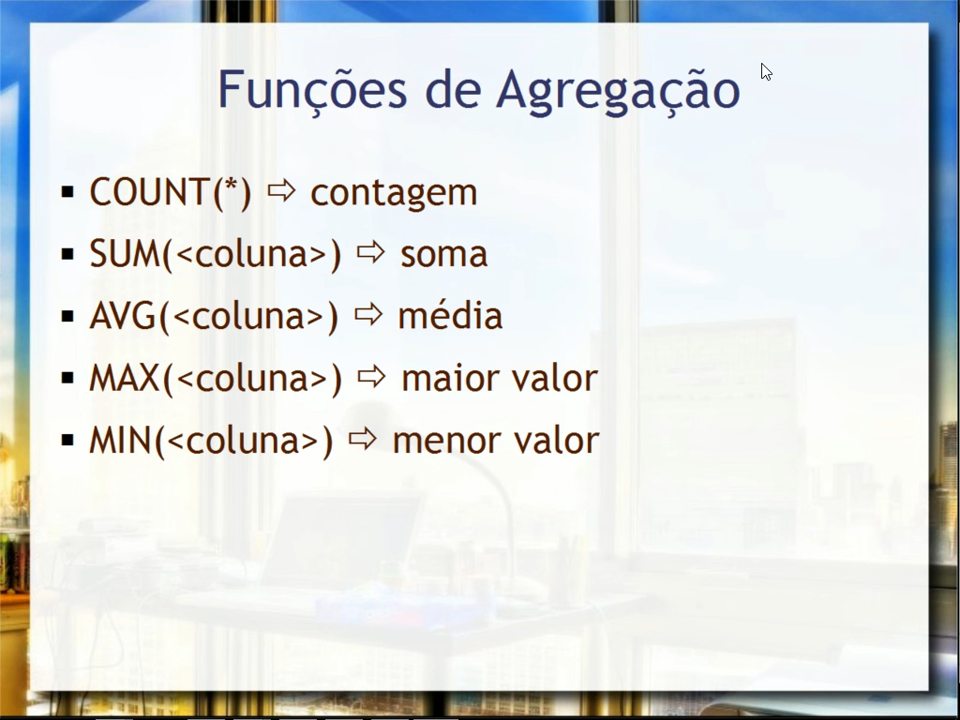 Funções de Agregação
▪ COUNT(*) ⇨ contagem
▪ SUM(<coluna>) ⇨ soma
▪ AVG(<coluna>) ⇨ média
▪ MAX(<coluna>) ⇨ maior valor
▪ MIN(<coluna>) ⇨ menor valor